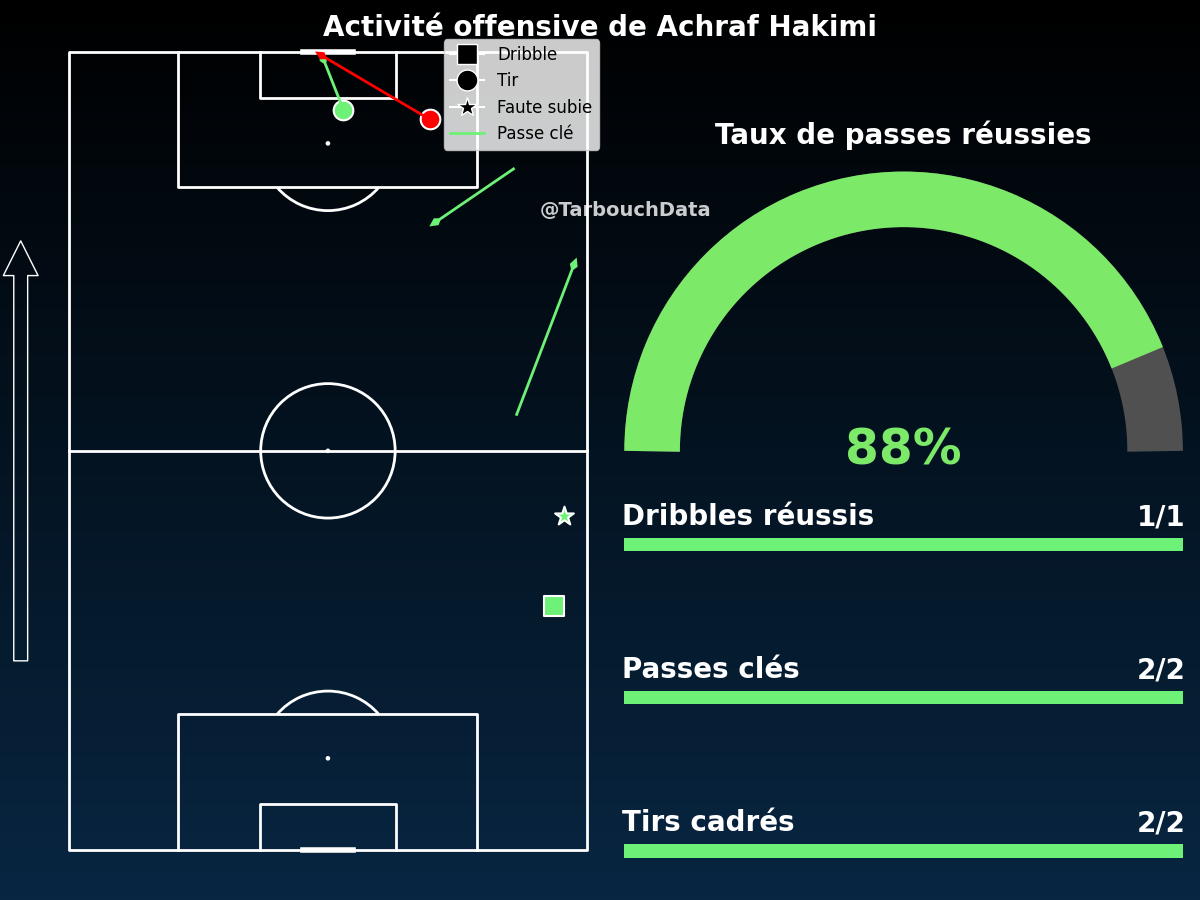 Activité offensive de Achraf Hakimi
Dribble
Tir
Faute subie
Passe clé
@TarbouchData
Taux de passes réussies
88%
Dribbles réussis 1/1
Passes clés 2/2
Tirs cadrés 2/2